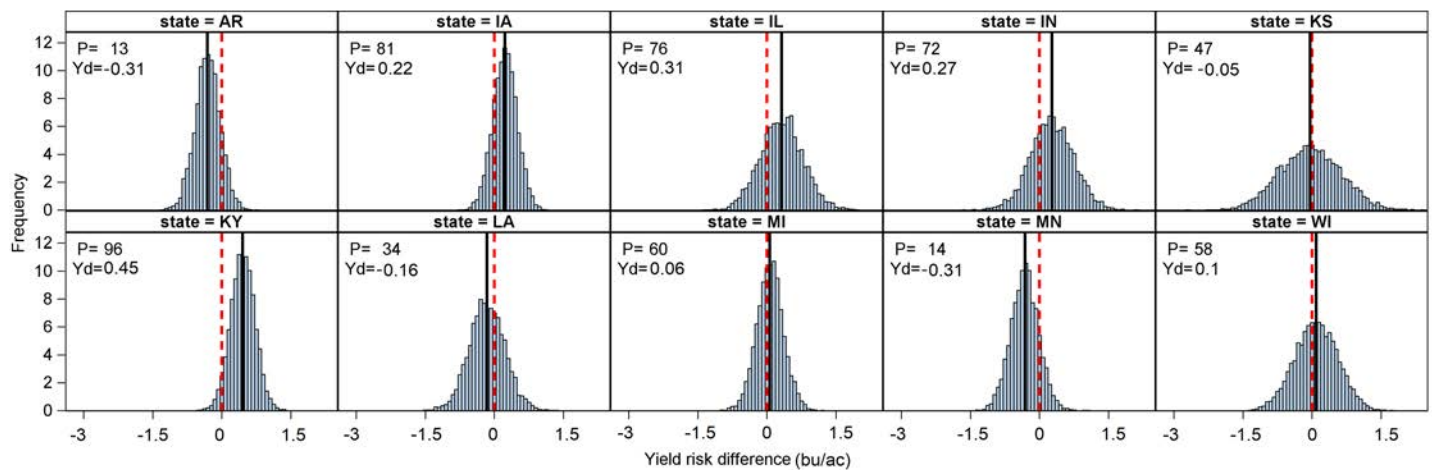 state = AR
state = IA
state = IL
state = IN
state = KS
12
10
8
6
4
2
0
P= 13
Yd=-0.31
P= 81
Yd= 0.22
P= 76
Yd= 0.31
P= 72
Yd= 0.27
P= 47
Yd= -0.05
Frequency
state = KY
state = LA
state = MI
state = MN
state = WI
12
10
8
6
4
2
0
P= 96
Yd= 0.45
P= 34
Yd= -0.16
P= 60
Yd= 0.06
P= 14
Yd= -0.31
P= 58
Yd= 0.1
-3 -1.5 0 1.5 -3 -1.5 0 1.5 -3 -1.5 0 1.5 -3 -1.5 0 1.5 -3 -1.5 0 1.5
Yield risk difference (bu/ac)